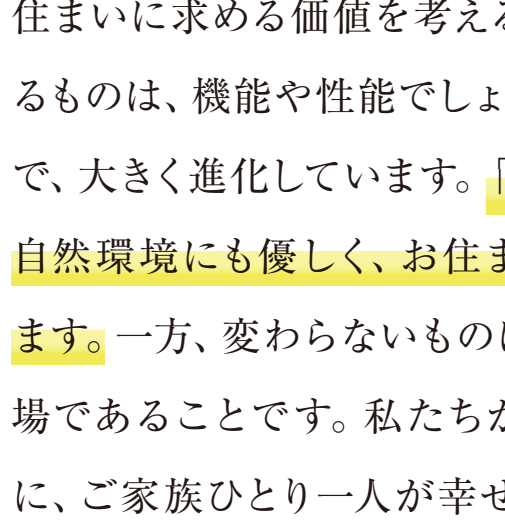 住まいに求める価値を考える
るものは、機能や性能でしょ
で、大きく進化しています。「
自然環境にも優しく、お住ま
ます。一方、変わらないものは
場であることです。私たちが
に、ご家族ひとり一人が幸せ